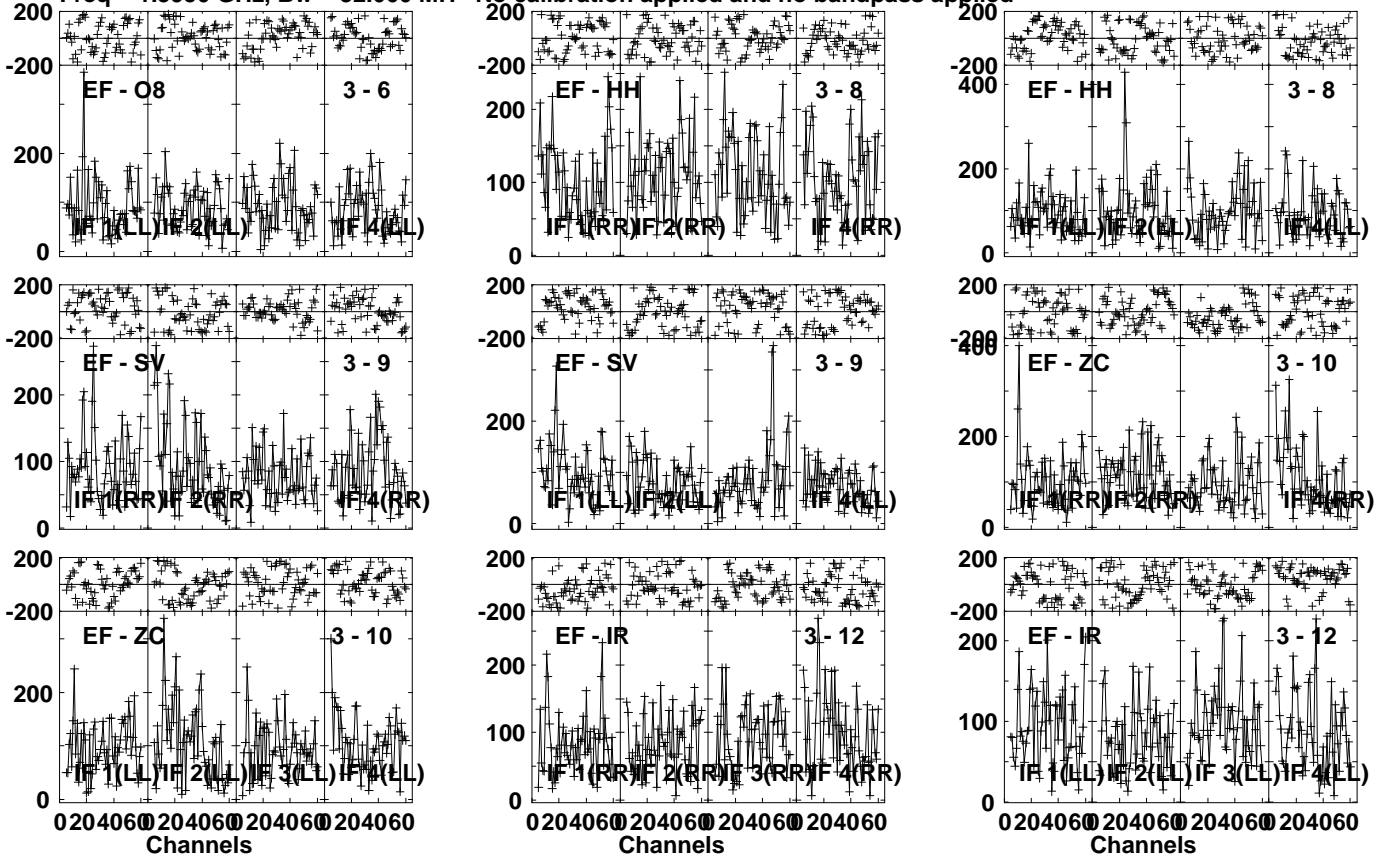 calibration applied and no bandpass applied
200
-200
EF - O8 3 - 6
200
0
IF 1(LL) IF 2(LL) IF 4(LL)
EF - HH 3 - 8
200
100
0
IF 1(RR) IF 2(RR) IF 4(RR)
200
-200
400
EF - HH 3 - 8
200
0
IF 1(LL) IF 2(LL) IF 4(LL)
200
-200
EF - SV 3 - 9
200
100
0
IF 1(RR) IF 2(RR) IF 4(RR)
EF - SV 3 - 9
200
0
IF 1(LL) IF 2(LL) IF 4(LL)
200
-200
400
EF - ZC 3 - 10
200
0
IF 2(RR) IF 4(RR)
200
-200
EF - ZC 3 - 10
200
0
IF 1(LL) IF 2(LL) IF 3(LL) IF 4(LL)
0 20 40 60 0 20 40 60 0 20 40 60 0 20 40 60
Channels
EF - IR 3 - 12
200
100
0
IF 1(RR) IF 2(RR) IF 3(RR) IF 4(RR)
0 20 40 60 0 20 40 60 0 20 40 60 0 20 40 60
Channels
200
-200
EF - IR 3 - 12
200
100
0
IF 1(LL) IF 2(LL) IF 3(LL) IF 4(LL)
0 20 40 60 0 20 40 60 0 20 40 60 0 20 40 60
Channels